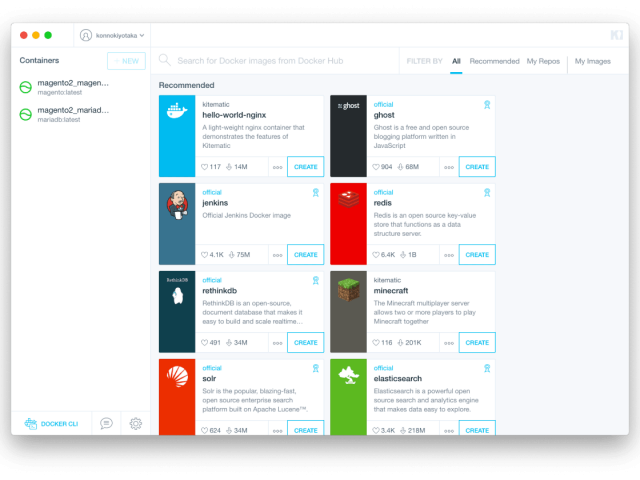 kennokiyotaka
K!
Containers
+ NEW
Search for Docker images from Docker Hub
FILTER BY
All
Recommended
My Repos
My Images
magento2_magen...
magento:latest
magento2_mariad...
mariadb:latest
Recommended
kitematic
hello-world-nginx
A light-weight nginx container that
demonstrates the features of
Kitematic
117
14M
CREATE
ghost
official
ghost
Ghost is a free and open source
blogging platform written in
JavaScript
904
68M
CREATE
official
jenkins
Official Jenkins Docker image
4.1K
75M
CREATE
official
redis
Redis is an open source key-value
store that functions as a data
structure server.
6.4K
1B
CREATE
RethinkDB
official
rethinkdb
RethinkDB is an open-source,
document database that makes it
easy to build and scale realtime...
491
34M
CREATE
kitematic
minecraft
The Minecraft multiplayer server
allows two or more players to play
Minecraft together
116
201K
CREATE
official
solr
Solr is the popular, blazing-fast,
open source enterprise search
platform built on Apache Lucene™.
624
34M
CREATE
official
elasticsearch
Elasticsearch is a powerful open
source search and analytics engine
that makes data easy to explore.
3.4K
218M
CREATE
DOCKER CLI